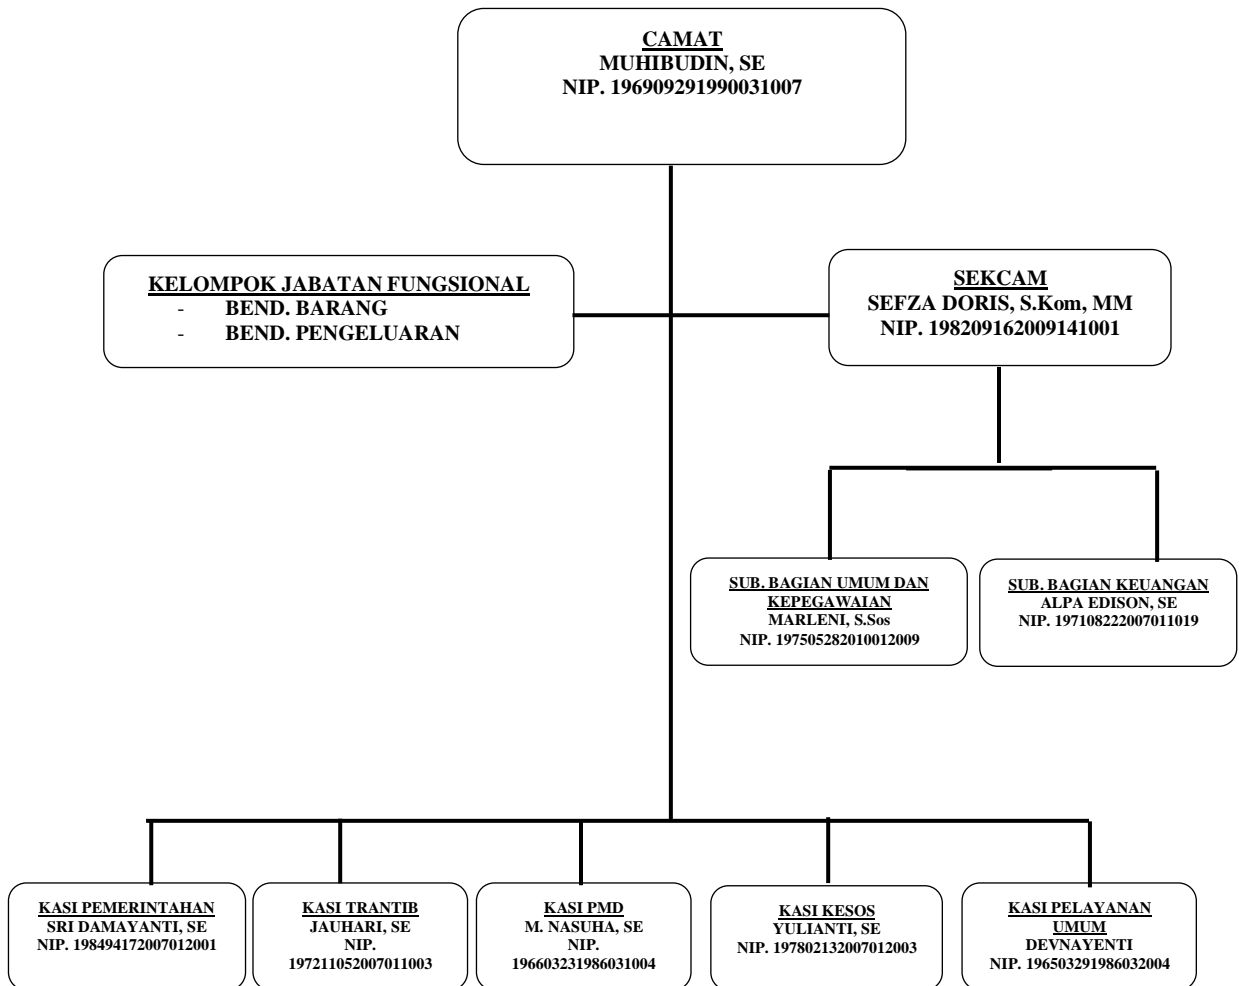 CAMAT
MUHIBUDIN, SE
NIP. 196909291990031007
KELOMPOK JABATAN FUNGSIONAL
- BEND. BARANG
- BEND. PENGELUARAN
SEKCAM
SEFZA DORIS, S.Kom, MM
NIP. 198209162009141001
SUB. BAGIAN UMUM DAN
KEPEGAWAIAN
MARLENI, S.Sos
NIP. 197505282010012009
SUB. BAGIAN KEUANGAN
ALPA EDISON, SE
NIP. 197108222007011019
KASI PEMERINTAHAN
SRI DAMAYANTI, SE
NIP. 198494172007012001
KASI TRANTIB
JAUHARI, SE
NIP.
197211052007011003
KASI PMD
M. NASUHA, SE
NIP.
196603231986031004
KASI KESOS
YULIANTI, SE
NIP. 197802132007012003
KASI PELAYANAN
UMUM
DEVNAYENTI
NIP. 196503291986032004